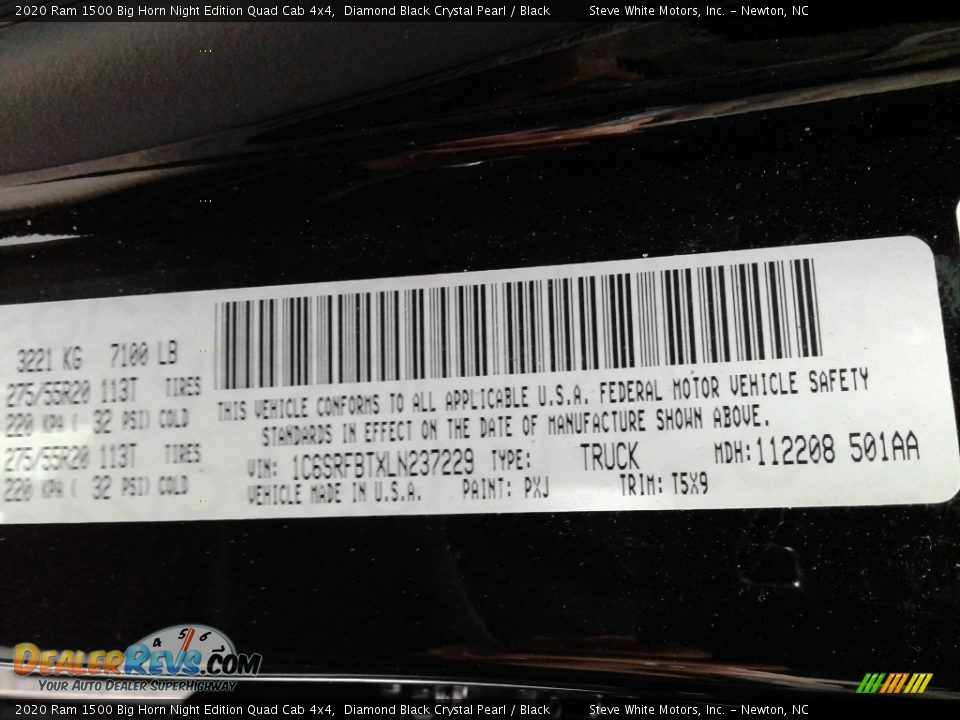 2020 Ram 1500 Big Horn Night Edition Quad Cab 4x4, Diamond Black Crystal Pearl / Black Steve White Motors, Inc. – Newton, NC
3221 KG 7100 LB
275/55R20 113T TIRES
220 KPA ( 32 PSI) COLD
275/55R20 113T TIRES
220 KPA ( 32 PSI) COLD
THIS VEHICLE CONFORMS TO ALL APPLICABLE U.S.A. FEDERAL MOTOR VEHICLE SAFETY
STANDARDS IN EFFECT ON THE DATE OF MANUFACTURE SHOWN ABOVE.
VIN: 1C6SRFBTXLN237229 TYPE: TRUCK MDH:112208 501AA
VEHICLE MADE IN U.S.A. PAINT: PXJ TRIM: T5X9
4 5 6
DEALERREVS.COM
YOUR AUTO DEALER SUPERHIGHWAY
2020 Ram 1500 Big Horn Night Edition Quad Cab 4x4, Diamond Black Crystal Pearl / Black Steve White Motors, Inc. – Newton, NC